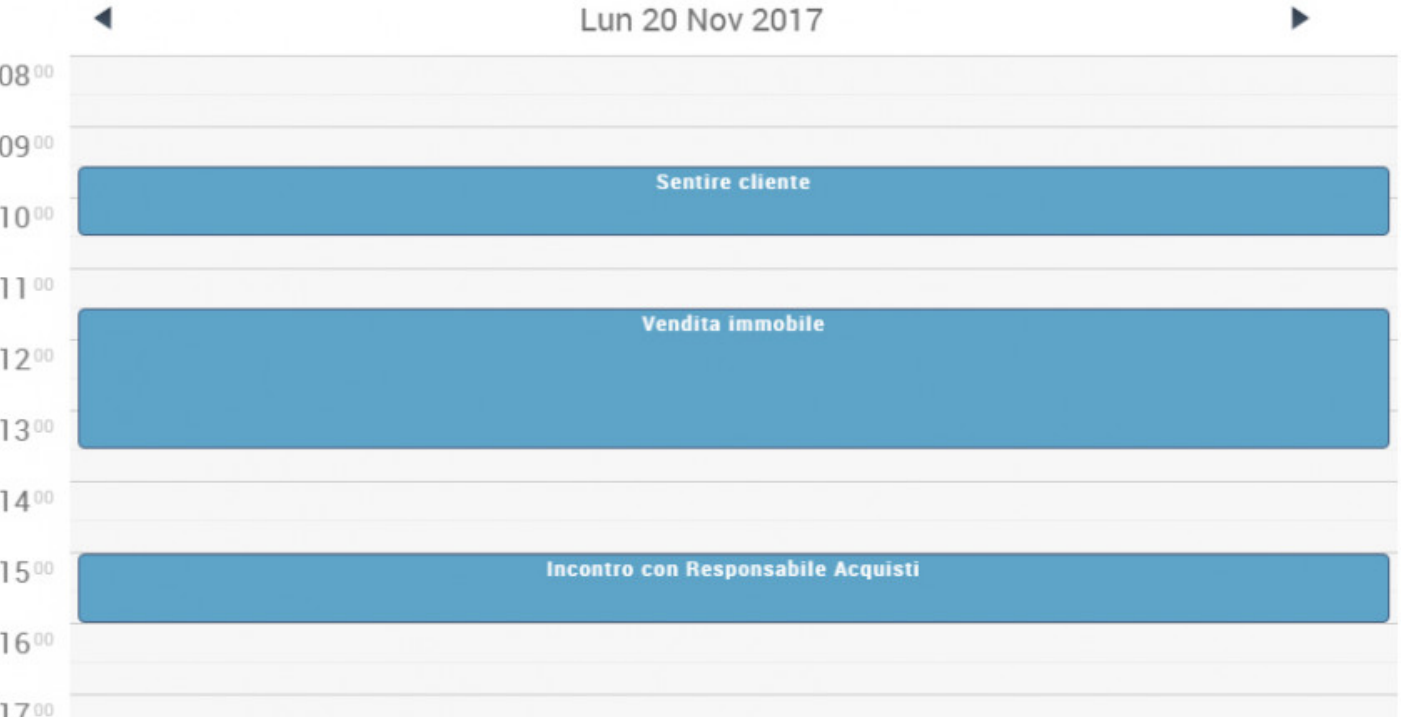 Lun 20 Nov 2017
08 00
09 00
Sentire cliente
10 00
11 00
Vendita immobile
12 00
13 00
14 00
15 00
Incontro con Responsabile Acquisti
16 00
17 00